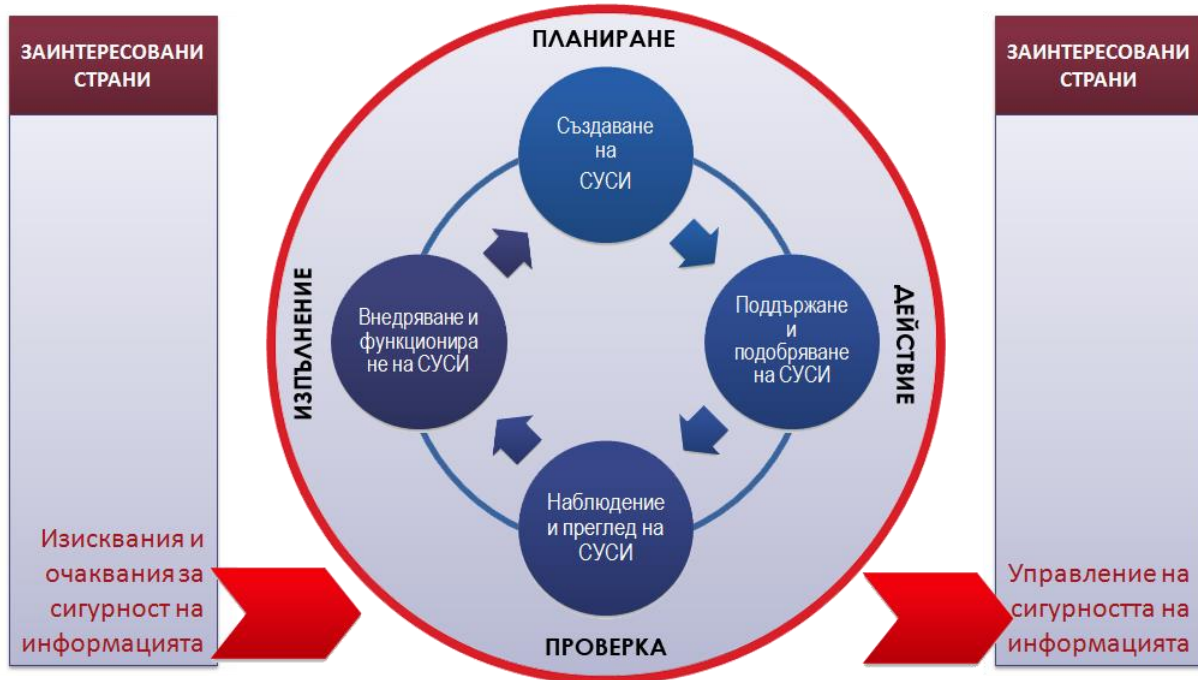 ЗАИНТЕРЕСОВАНИ
СТРАНИ
Изисквания и
очаквания за
сигурност на
информацията
ПЛАНИРАНЕ
Създаване
на
СУСИ
ИЗПЪЛНЕНИЕ
Внедряване и
функционира
не на СУСИ
Поддържане
и
подобряване
на СУСИ
ДЕЙСТВИЕ
Наблюдение
и преглед на
СУСИ
ПРОВЕРКА
ЗАИНТЕРЕСОВАНИ
СТРАНИ
Управление на
сигурността на
информацията